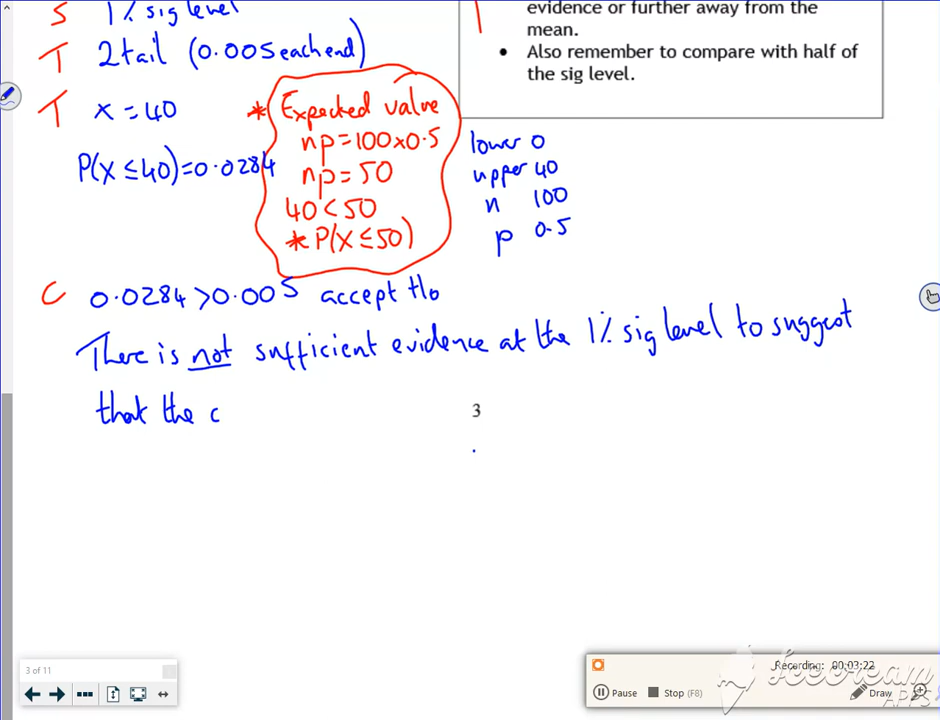 evidence or further away from the
mean.
• Also remember to compare with half of
the sig level.
S 1% sig level
T 2tail (0.005 each end)
T x = 40
P(X ≤ 40) = 0.0284
* Expected value
np = 100 x 0.5
np = 50
40 < 50
* P(X ≤ 50)
lower 0
upper 40
n 100
p 0.5
C 0.0284 > 0.005 accept H₀
There is not sufficient evidence at the 1% sig level to suggest
that the c
3
3 of 11
Recording: 00:03:22
Pause Stop (F8) Draw
Icecream
APPS